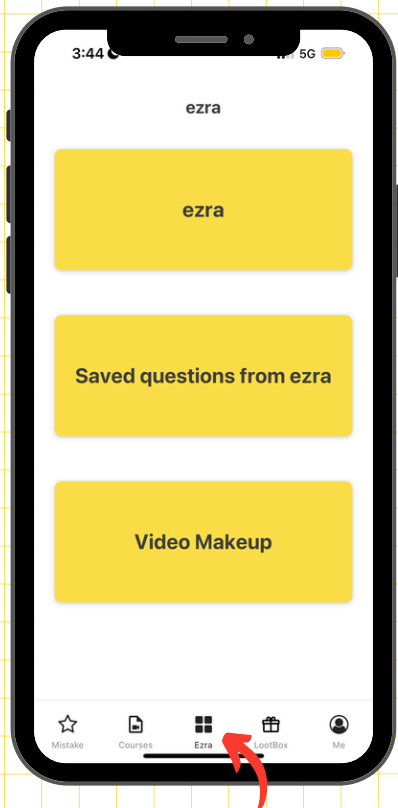 3:44
5G
ezra
ezra
Saved questions from ezra
Video Makeup
Mistake Courses Ezra LootBox Me